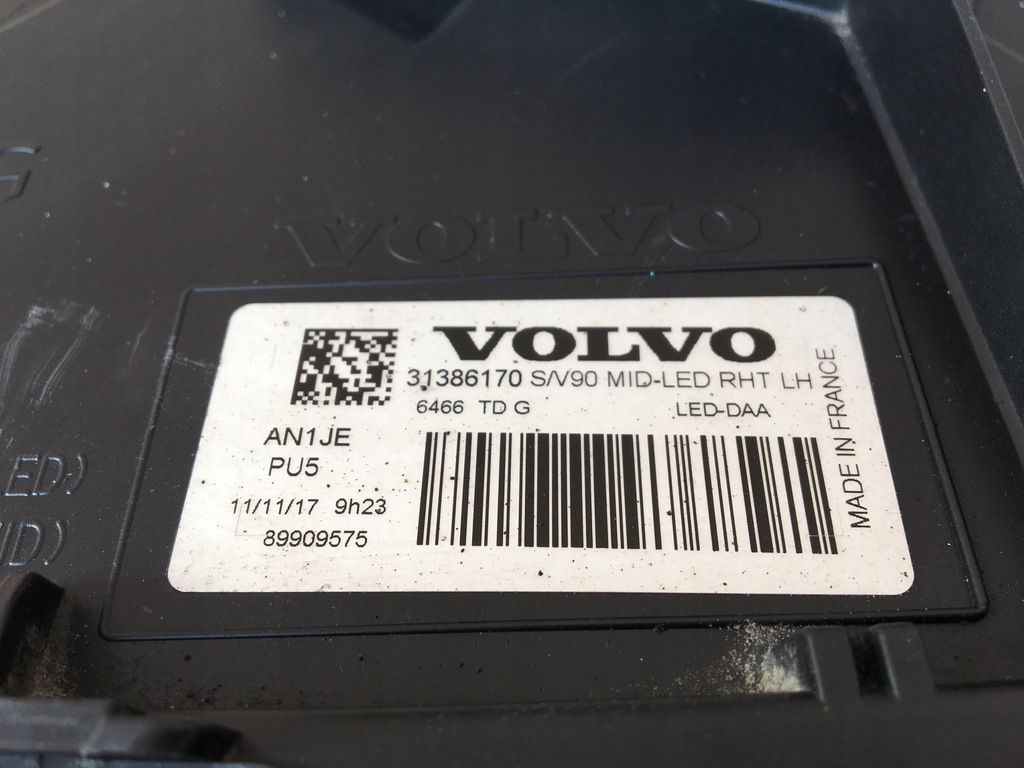 VOLVO
VOLVO
31386170 S/V90 MID-LED RHT LH
6466 TD G LED-DAA
AN1JE
PU5
11/11/17 9h23
89909575
MADE IN FRANCE
ED)